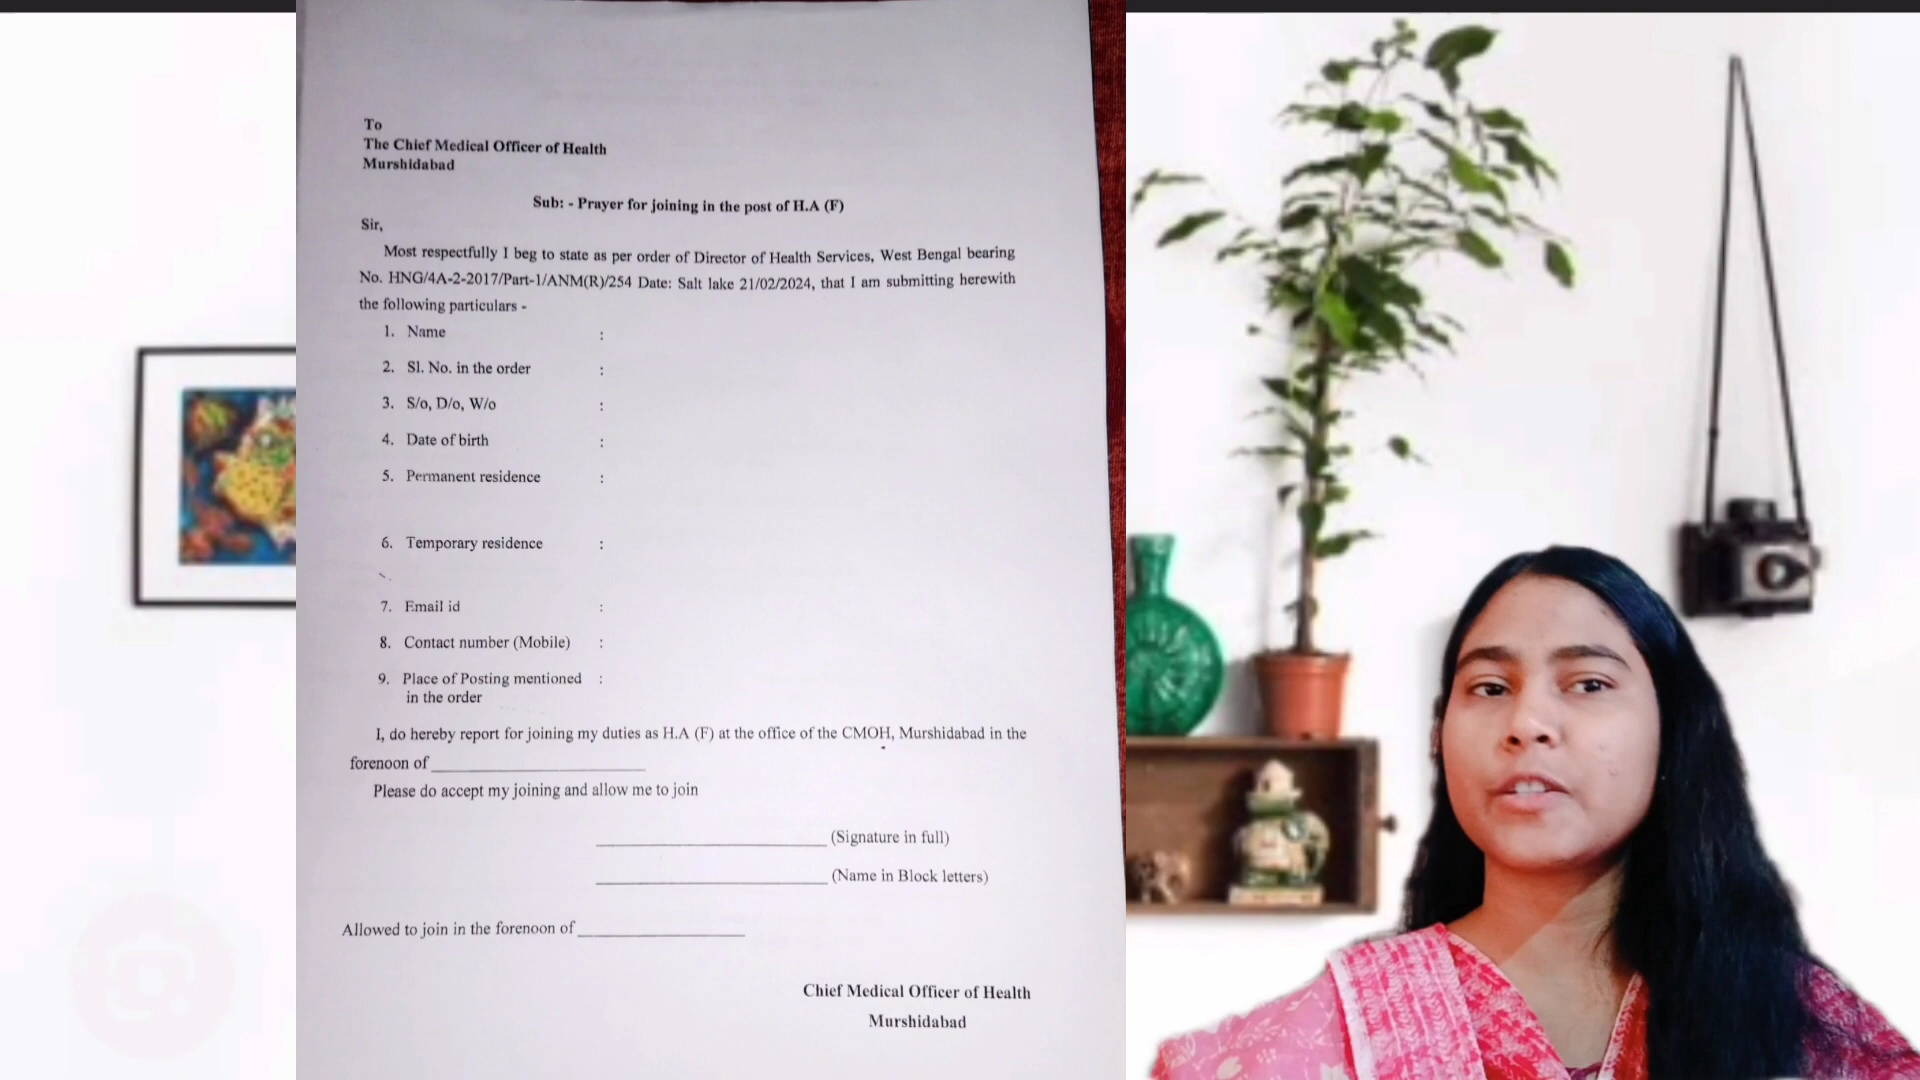 To
The Chief Medical Officer of Health
Murshidabad
Sub: - Prayer for joining in the post of H.A (F)
Sir,
Most respectfully I beg to state as per order of Director of Health Services, West Bengal bearing
No. HNG/4A-2-2017/Part-1/ANM(R)/254 Date: Salt lake 21/02/2024, that I am submitting herewith
the following particulars -
1. Name :
2. Sl. No. in the order :
3. S/o, D/o, W/o :
4. Date of birth :
5. Permanent residence :
6. Temporary residence :
7. Email id :
8. Contact number (Mobile) :
9. Place of Posting mentioned :
in the order
I, do hereby report for joining my duties as H.A (F) at the office of the CMOH, Murshidabad in the
forenoon of ____________________
Please do accept my joining and allow me to join
____________________ (Signature in full)
____________________ (Name in Block letters)
Allowed to join in the forenoon of ____________________
Chief Medical Officer of Health
Murshidabad